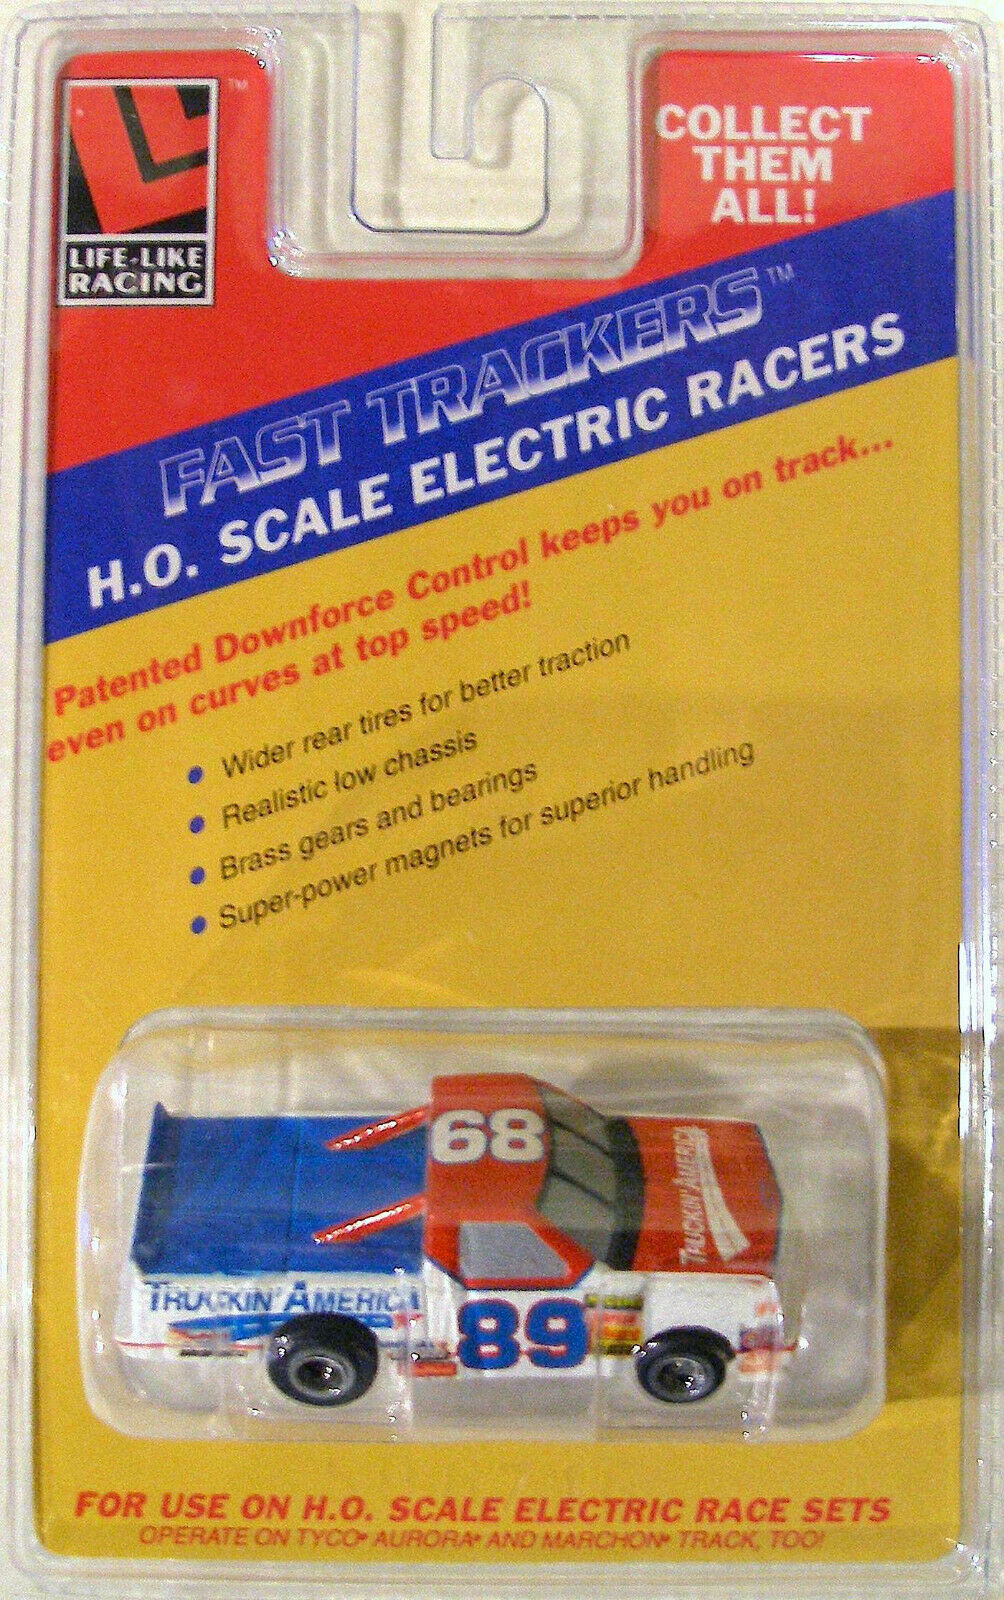 LIFE-LIKE
RACING
TM
COLLECT
THEM
ALL!
FAST TRACKERS™
H.O. SCALE ELECTRIC RACERS
Patented Downforce Control keeps you on track...
even on curves at top speed!
• Wider rear tires for better traction
• Realistic low chassis
• Brass gears and bearings
• Super-power magnets for superior handling
89
TRUCKIN' AMERICA
TRUCKIN' AMERICA
89
FOR USE ON H.O. SCALE ELECTRIC RACE SETS
OPERATE ON TYCO® AURORA® AND MARCHON® TRACK, TOO!